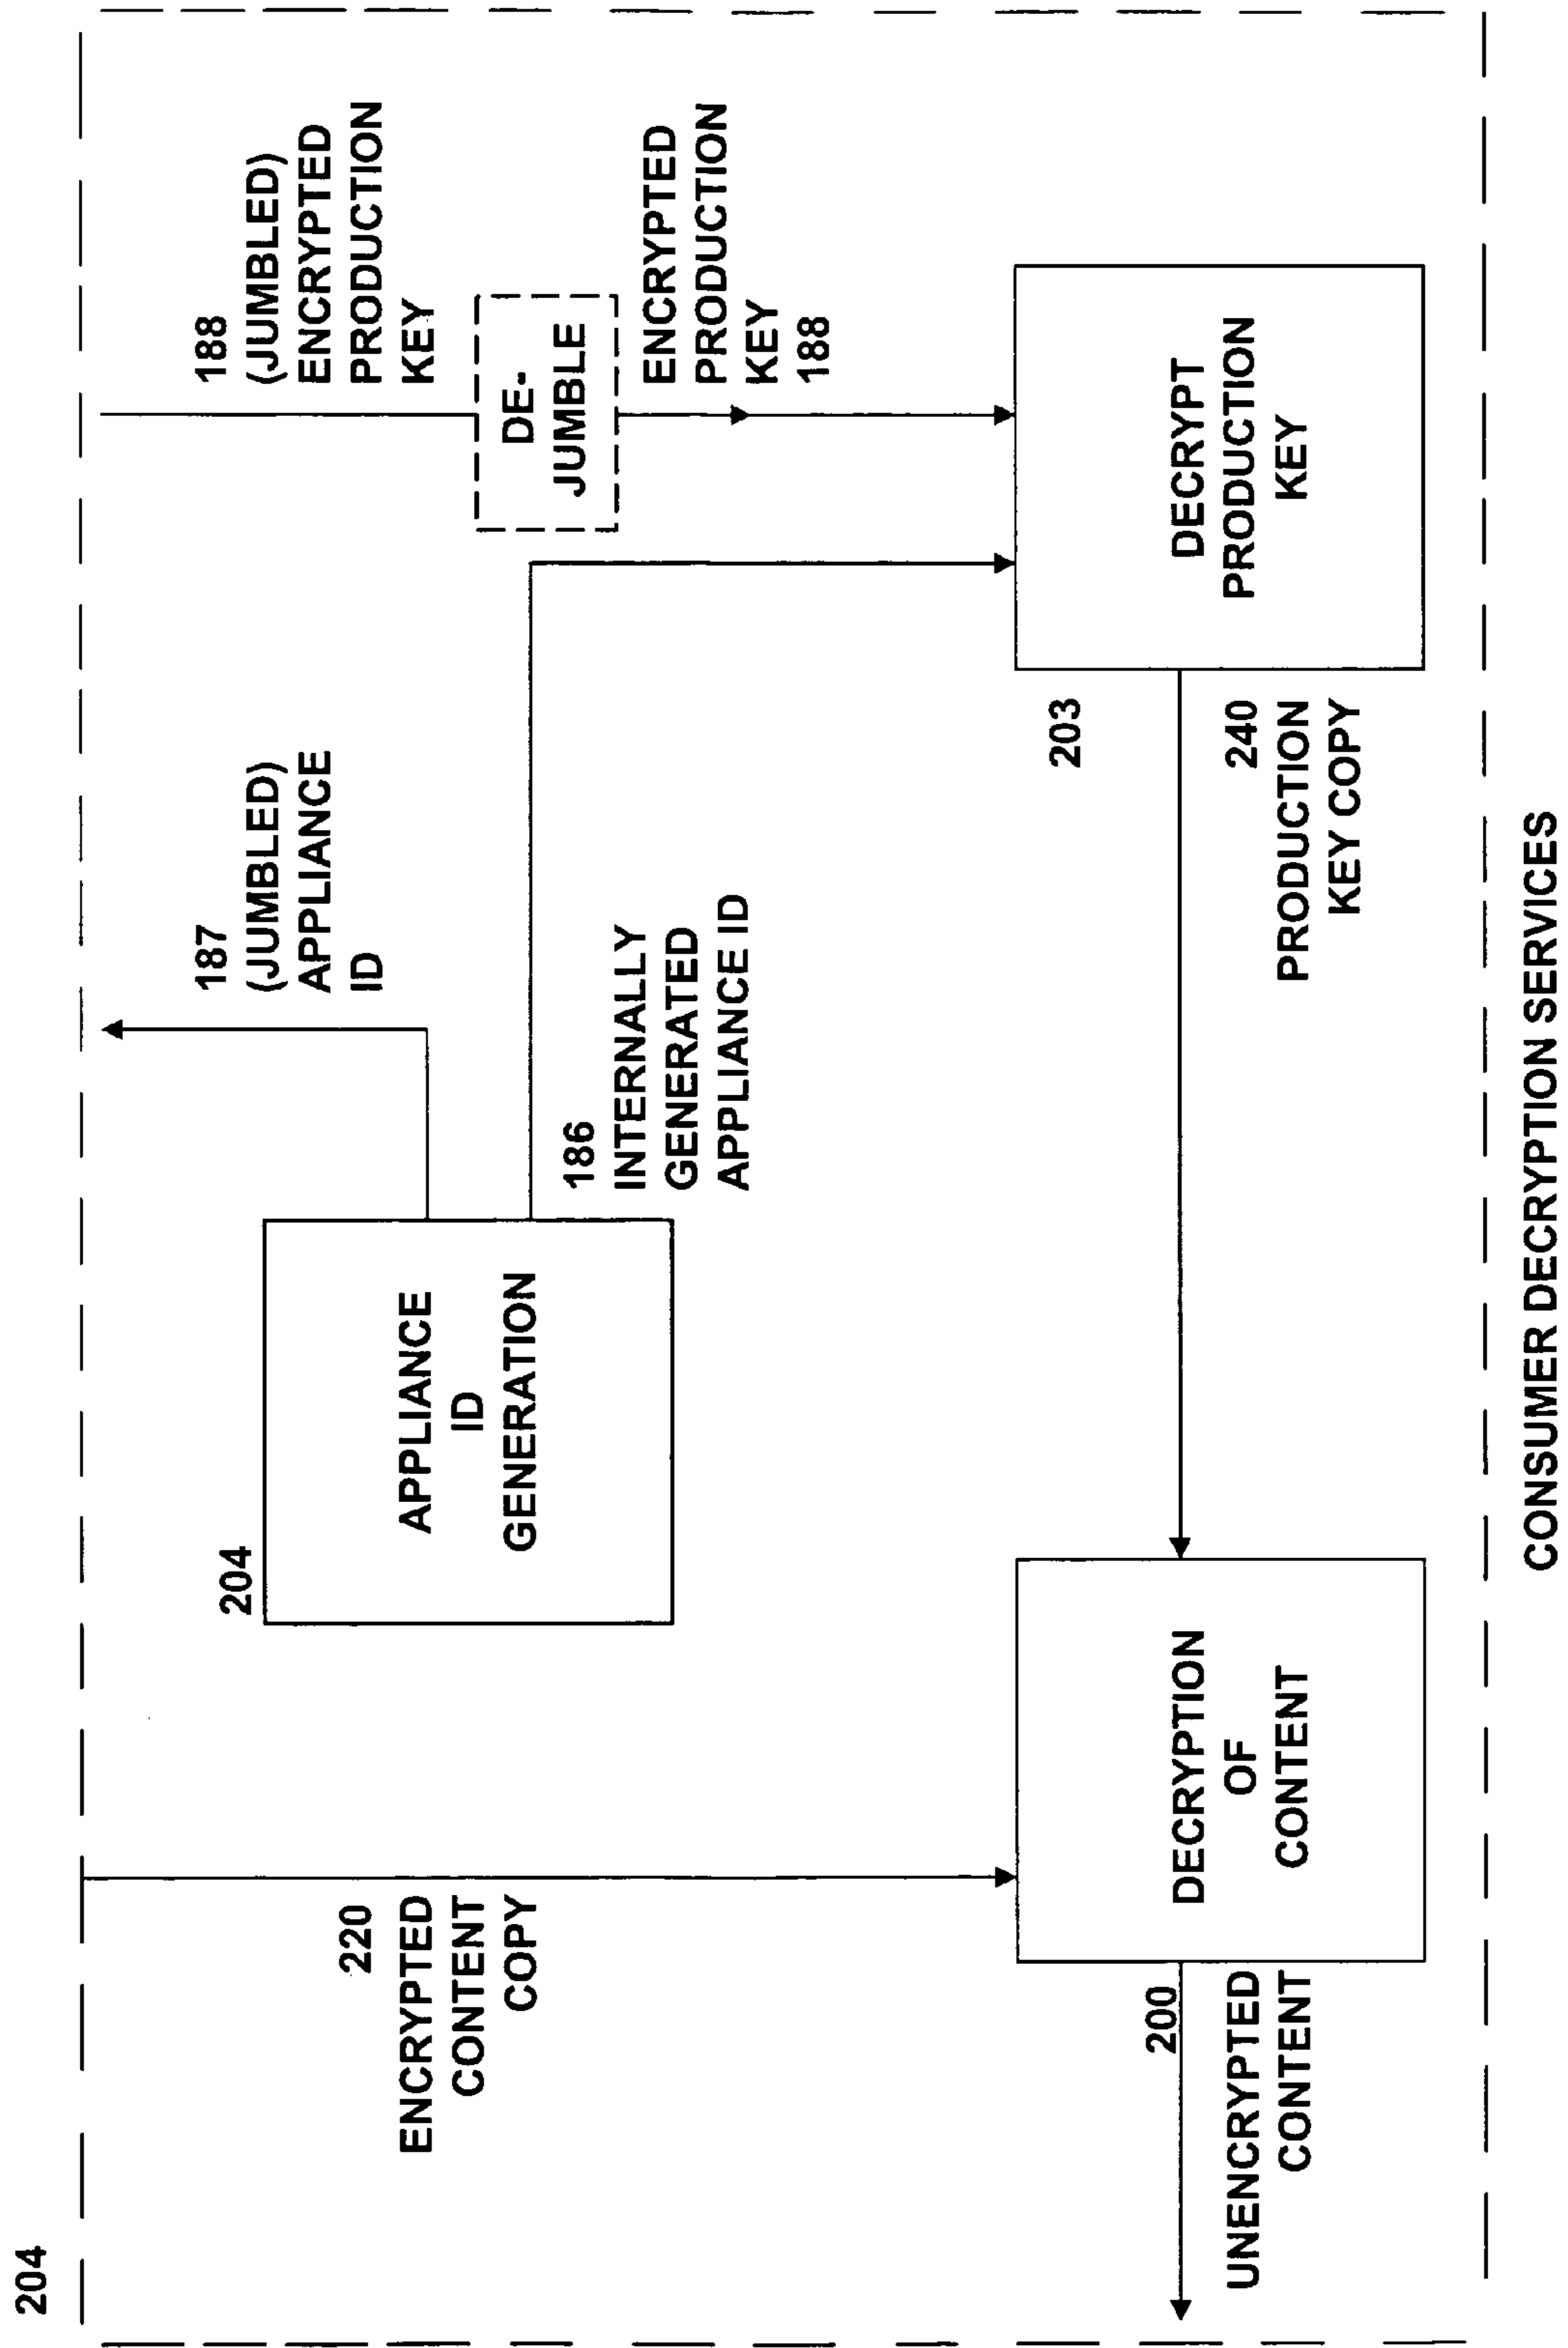 204
188
(JUMBLED)
ENCRYPTED
PRODUCTION
KEY
187
(JUMBLED)
APPLIANCE
ID
204
APPLIANCE
ID
GENERATION
220
ENCRYPTED
CONTENT
COPY
DE-
JUMBLE
186
INTERNALLY
GENERATED
APPLIANCE ID
ENCRYPTED
PRODUCTION
KEY
188
200
UNENCRYPTED
CONTENT
DECRYPTION
OF
CONTENT
203
240
PRODUCTION
KEY COPY
DECRYPT
PRODUCTION
KEY
CONSUMER DECRYPTION SERVICES